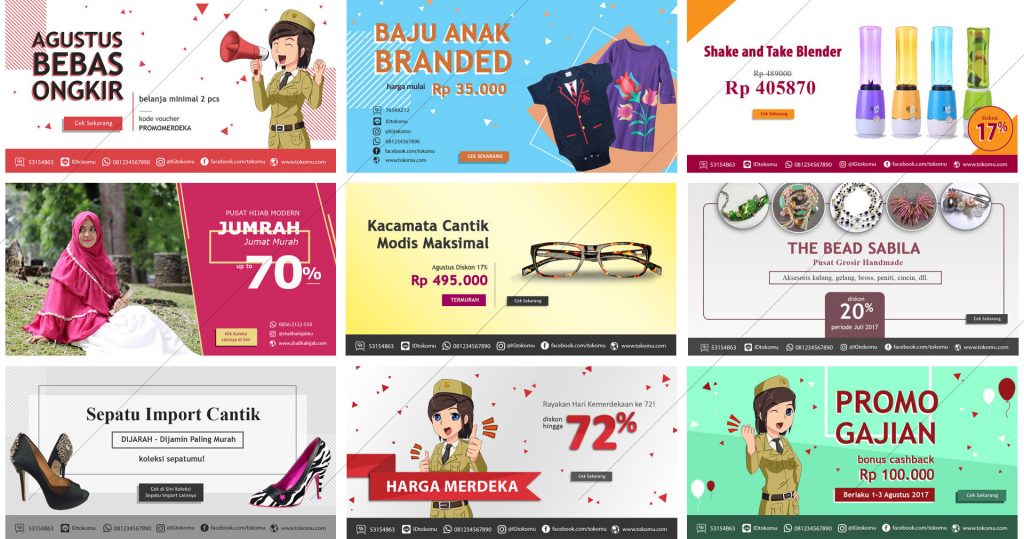 AGUSTUS
BEBAS
ONGKIR
belanja minimal 2 pcs
kode voucher
PROMOMERDEKA
Cek Sekarang
53154863 IDtokomu 081234567890 @IGtokomu facebook.com/tokomu www.tokomu.com
BAJU ANAK
BRANDED
harga mulai Rp 35.000
7654AZ12
IDtokomu
@IGtokomu
081234567890
facebook.com/tokomu
www.tokomu.com
CEK SEKARANG
Shake and Take Blender
Rp 489000
Rp 405870
Cek Sekarang
diskon
17%
53154863 IDtokomu 081234567890 @IGtokomu facebook.com/tokomu www.tokomu.com
PUSAT HIJAB MODERN
JUMRAH
Jumat Murah
up to
70%
0856-2122-550
@shalihahijabku
www.shalihahijab.com
Klik Koleksi
Lainnya di Sini
Kacamata Cantik
Modis Maksimal
Agustus Diskon 17%
Rp 495.000
TERMURAH
Cek Sekarang
53154863 IDtokomu 081234567890 @IGtokomu facebook.com/tokomu www.tokomu.com
THE BEAD SABILA
Pusat Grosir Handmade
Aksesoris kalung, gelang, bross, peniti, cincin, dll.
diskon
20%
periode Juli 2017
Cek Sekarang
53154863 IDtokomu 081234567890 @IGtokomu facebook.com/tokomu www.tokomu.com
Sepatu Import Cantik
DIJARAH - Dijamin Paling Murah
koleksi sepatumu!
Cek di Sini Koleksi
Sepatu Import Lainnya
53154863 IDtokomu 081234567890 @IGtokomu facebook.com/tokomu www.tokomu.com
Rayakan Hari Kemerdekaan ke 72!
diskon
hingga
72%
Cek Sekarang
HARGA MERDEKA
53154863 IDtokomu 081234567890 @IGtokomu facebook.com/tokomu www.tokomu.com
PROMO
GAJIAN
bonus cashback
Rp 100.000
Berlaku 1-3 Agustus 2017
Cek Sekarang
53154863 IDtokomu 081234567890 @IGtokomu facebook.com/tokomu www.tokomu.com